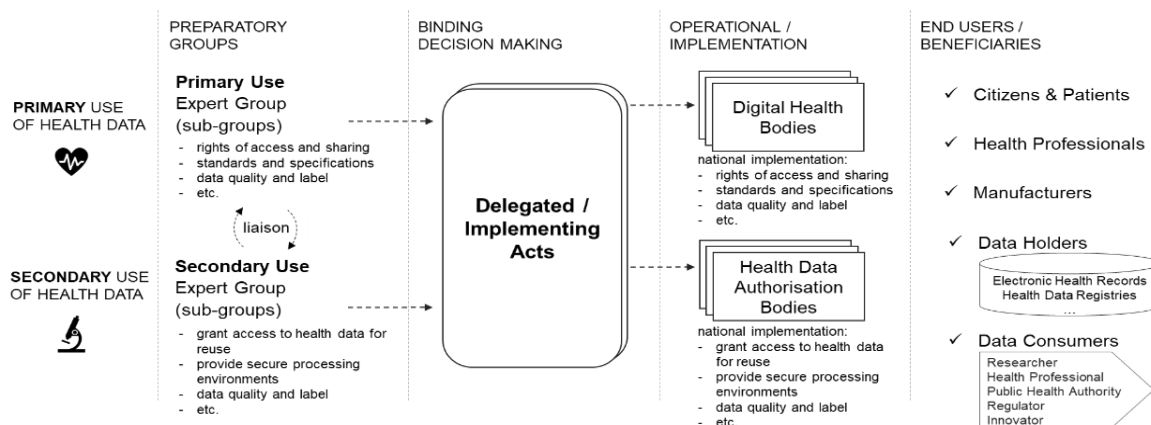 PREPARATORY
GROUPS
BINDING
DECISION MAKING
OPERATIONAL /
IMPLEMENTATION
END USERS /
BENEFICIARIES
PRIMARY USE
OF HEALTH DATA
Primary Use
Expert Group
(sub-groups)
- rights of access and sharing
- standards and specifications
- data quality and label
- etc.
liaison
SECONDARY USE
OF HEALTH DATA
Secondary Use
Expert Group
(sub-groups)
- grant access to health data for
reuse
- provide secure processing
environments
- data quality and label
- etc.
Delegated /
Implementing
Acts
Digital Health
Bodies
national implementation:
- rights of access and sharing
- standards and specifications
- data quality and label
- etc.
Health Data
Authorisation
Bodies
national implementation:
- grant access to health data
for reuse
- provide secure processing
environments
- data quality and label
- etc
✓ Citizens & Patients
✓ Health Professionals
✓ Manufacturers
✓ Data Holders
Electronic Health Records
Health Data Registries
...
✓ Data Consumers
Researcher
Health Professional
Public Health Authority
Regulator
Innovator